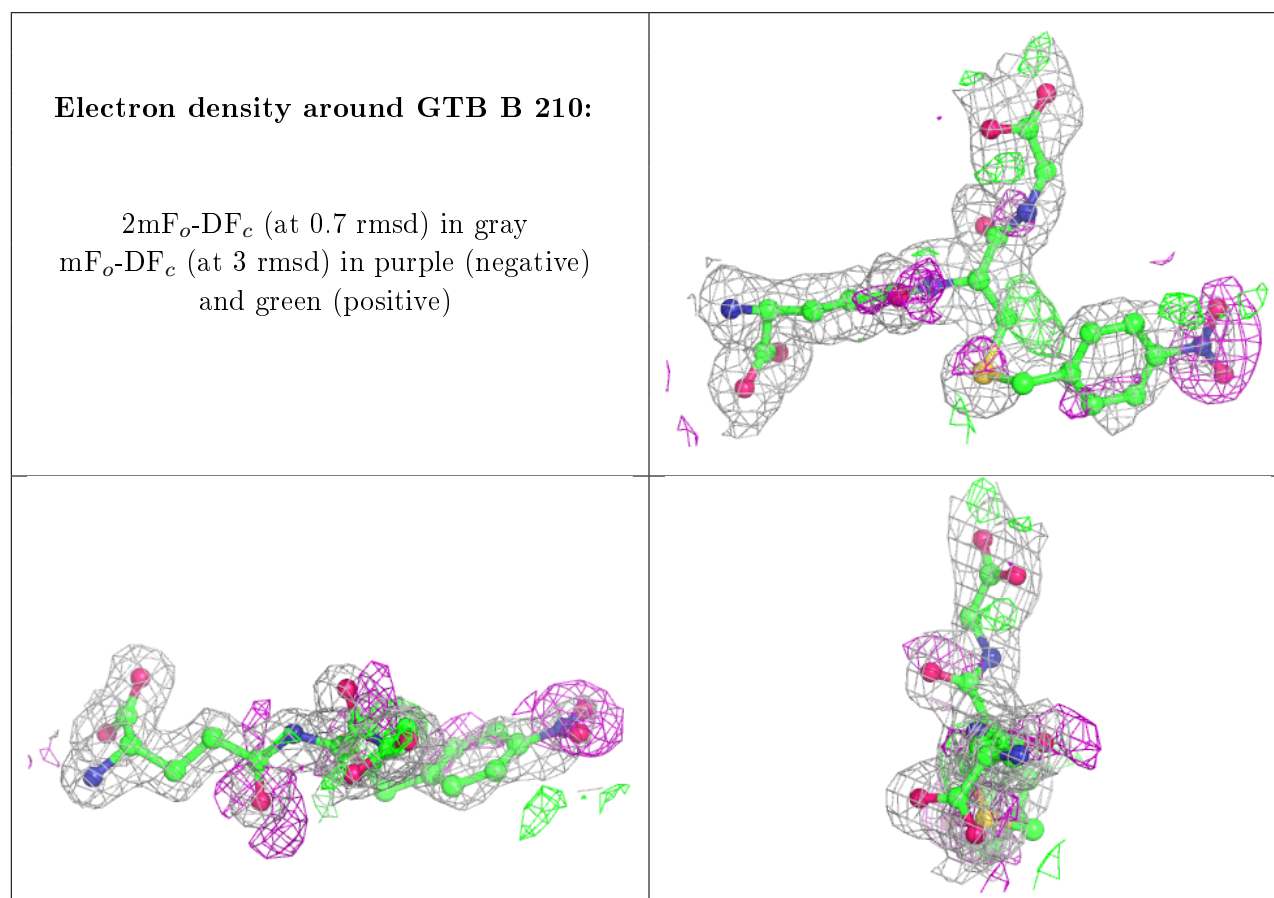 Electron density around GTB B 210:
2mFo-DFc (at 0.7 rmsd) in gray
mFo-DFc (at 3 rmsd) in purple (negative)
and green (positive)